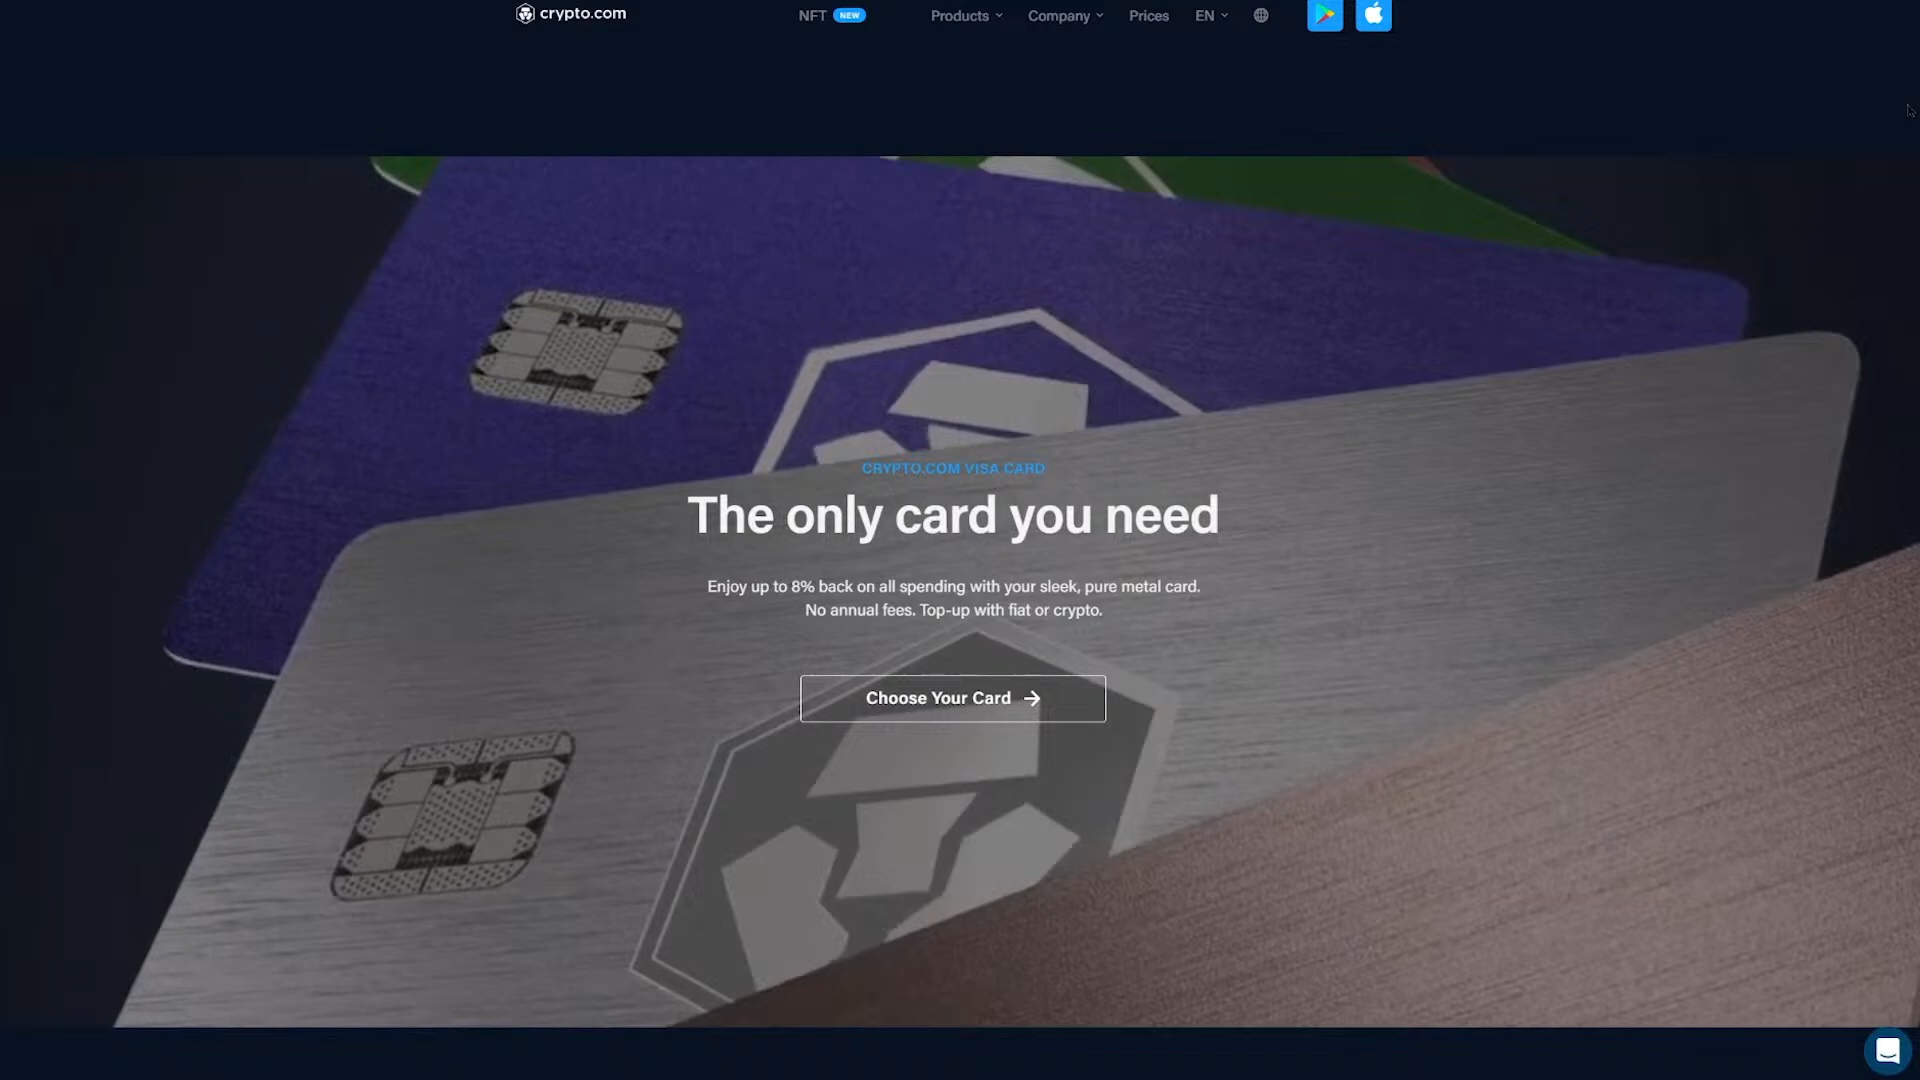 crypto.com
NFT NEW Products Company Prices EN
CRYPTO.COM VISA CARD
The only card you need
Enjoy up to 8% back on all spending with your sleek, pure metal card.
No annual fees. Top-up with fiat or crypto.
Choose Your Card →